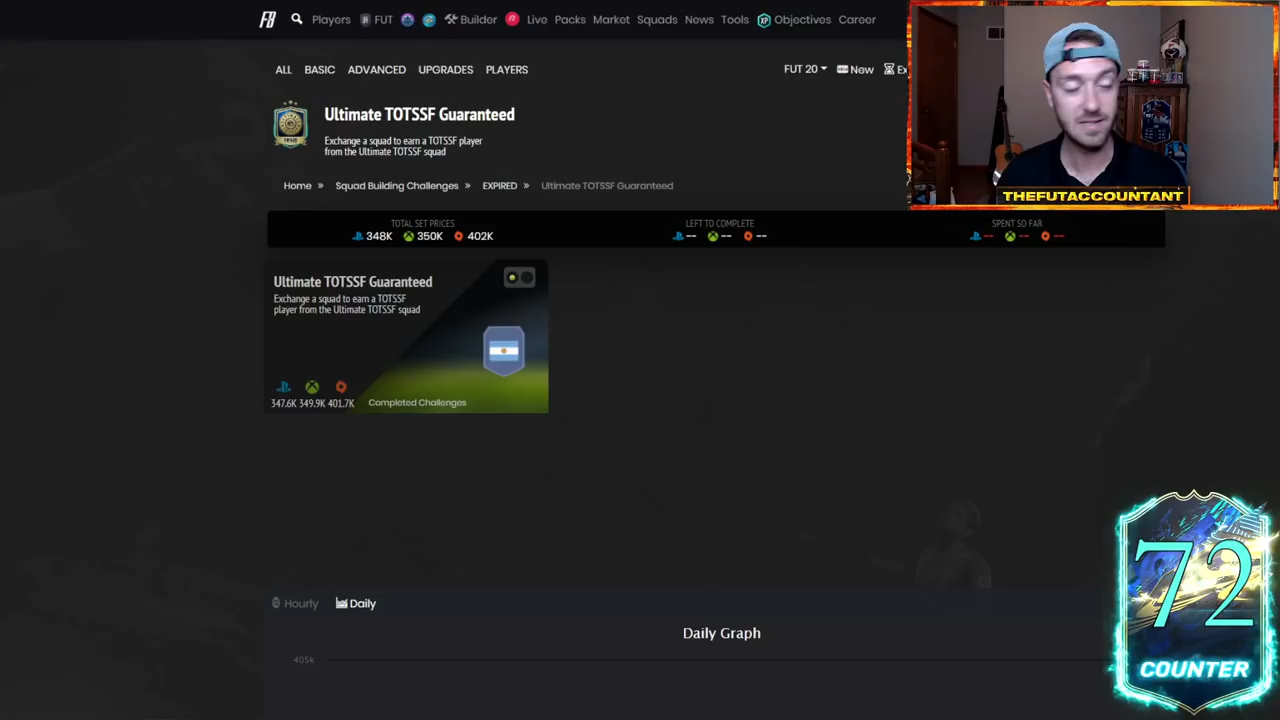 Players FUT Builder Live Packs Market Squads News Tools XP Objectives Career
ALL BASIC ADVANCED UPGRADES PLAYERS
FUT 20 New Ex
Ultimate TOTSSF Guaranteed
Exchange a squad to earn a TOTSSF player
from the Ultimate TOTSSF squad
Home » Squad Building Challenges » EXPIRED » Ultimate TOTSSF Guaranteed
THEFUTACCOUNTANT
TOTAL SET PRICES LEFT TO COMPLETE SPENT SO FAR
348K 350K 402K -- -- -- -- -- --
Ultimate TOTSSF Guaranteed
Exchange a squad to earn a TOTSSF
player from the Ultimate TOTSSF squad
347.6K 349.9K 401.7K Completed Challenges
Hourly Daily
Daily Graph
405k
72
COUNTER